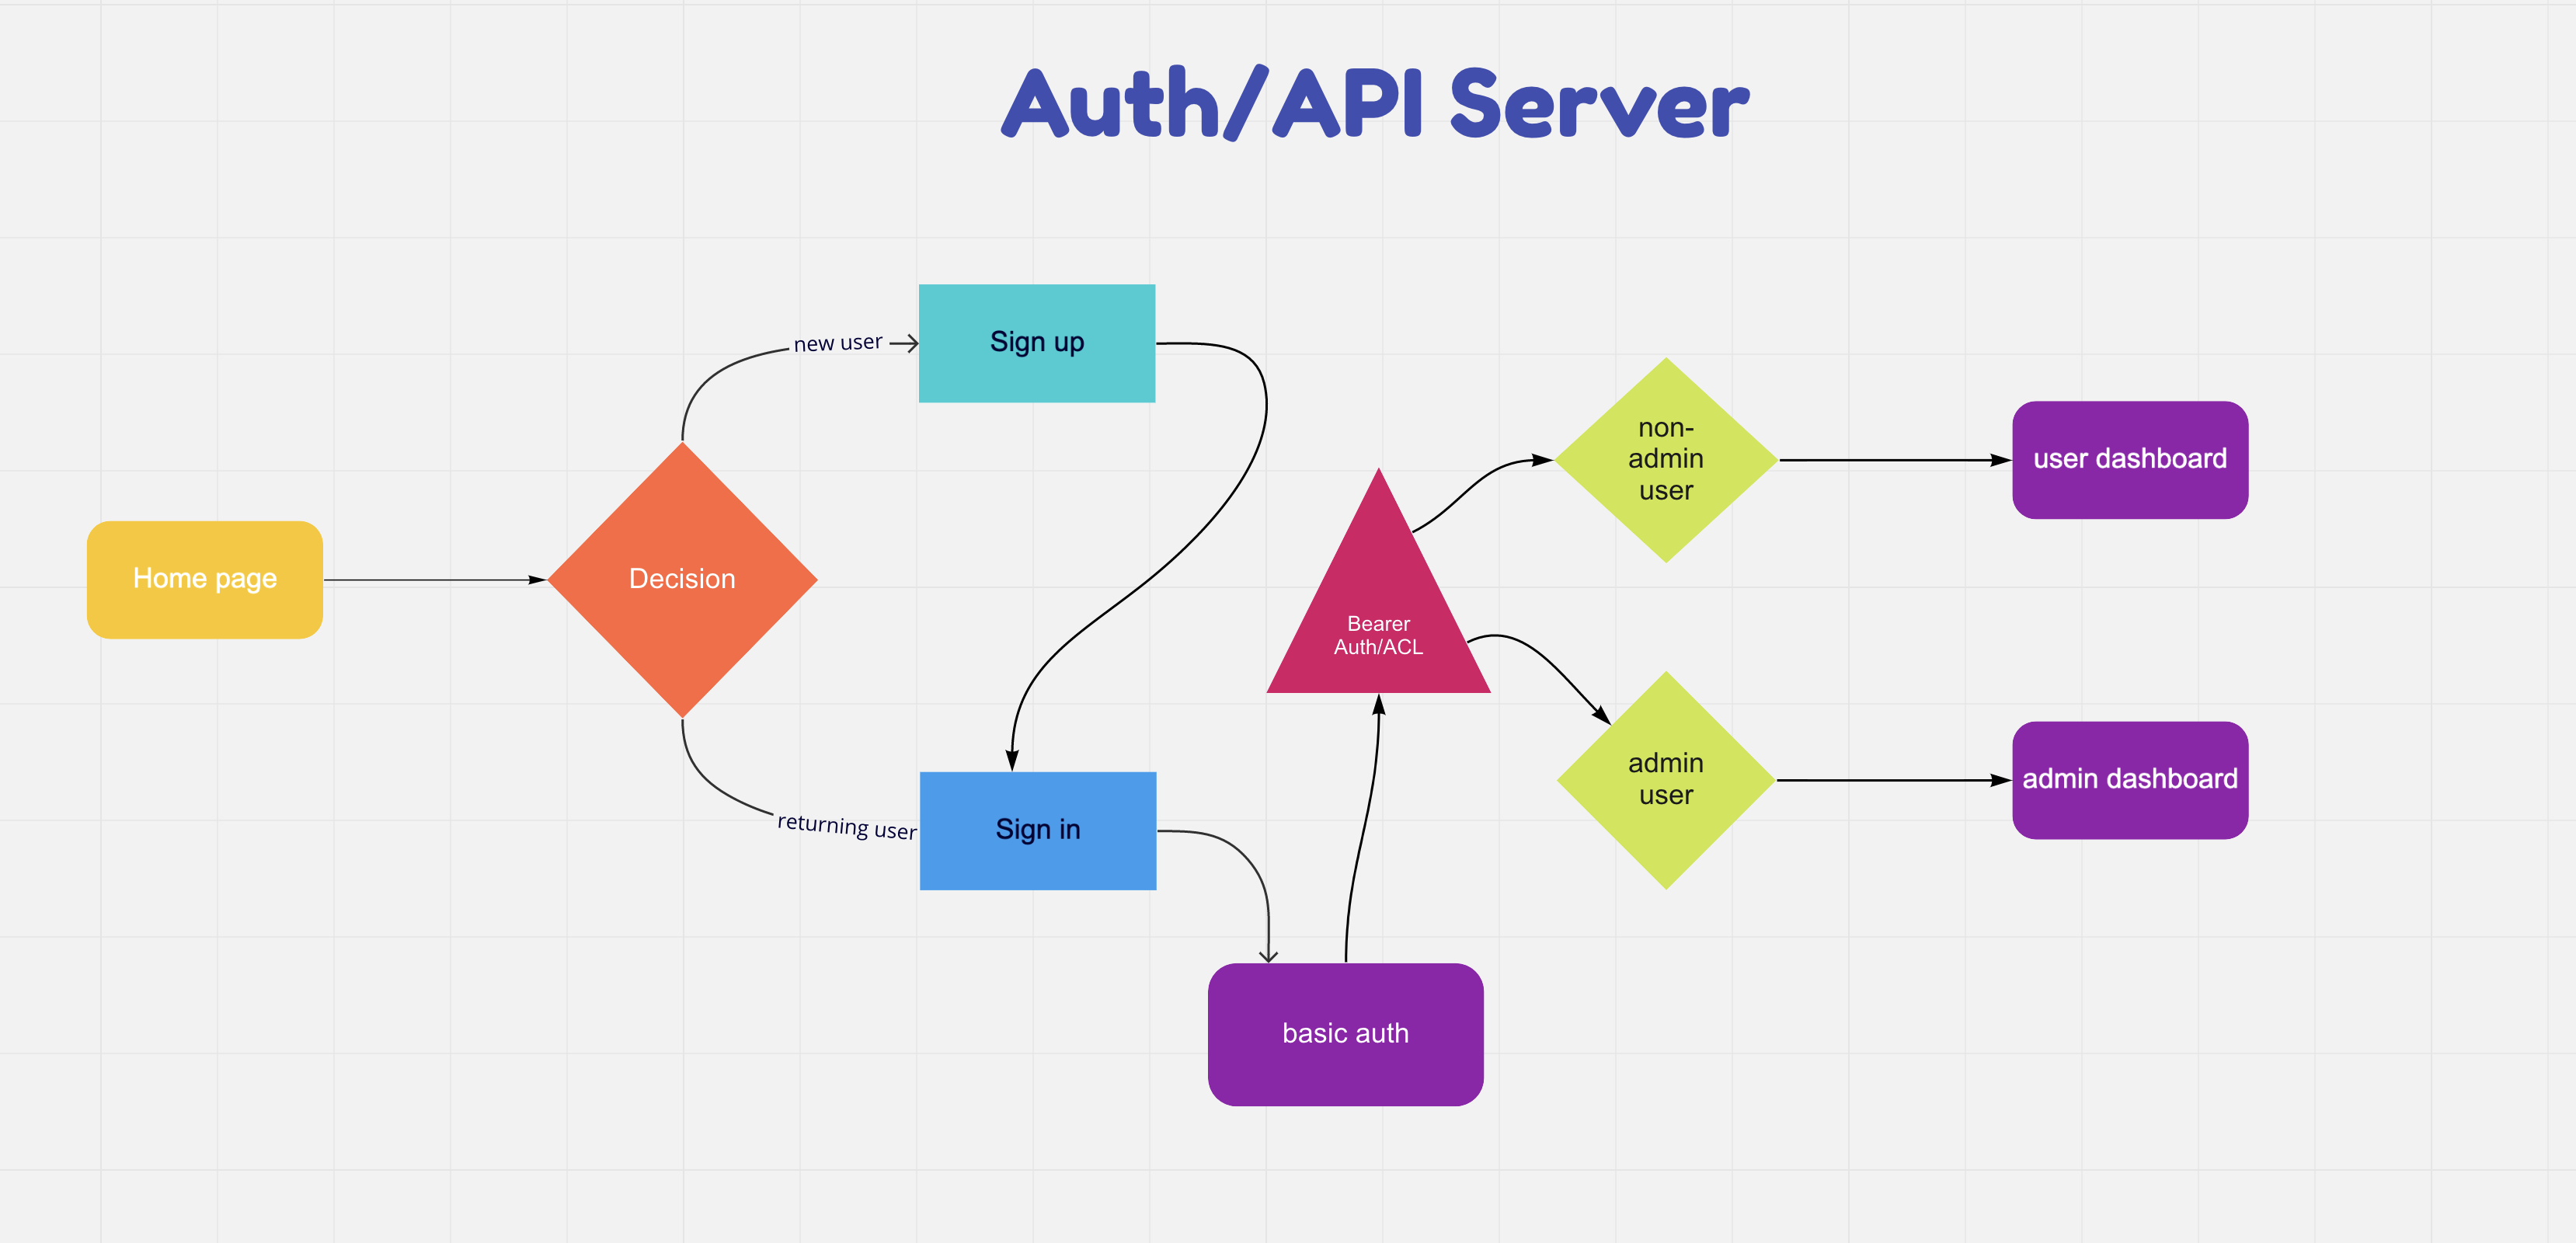 Auth/API Server
new user
Sign up
Home page
Decision
returning user
Sign in
basic auth
Bearer
Auth/ACL
non-
admin
user
user dashboard
admin
user
admin dashboard